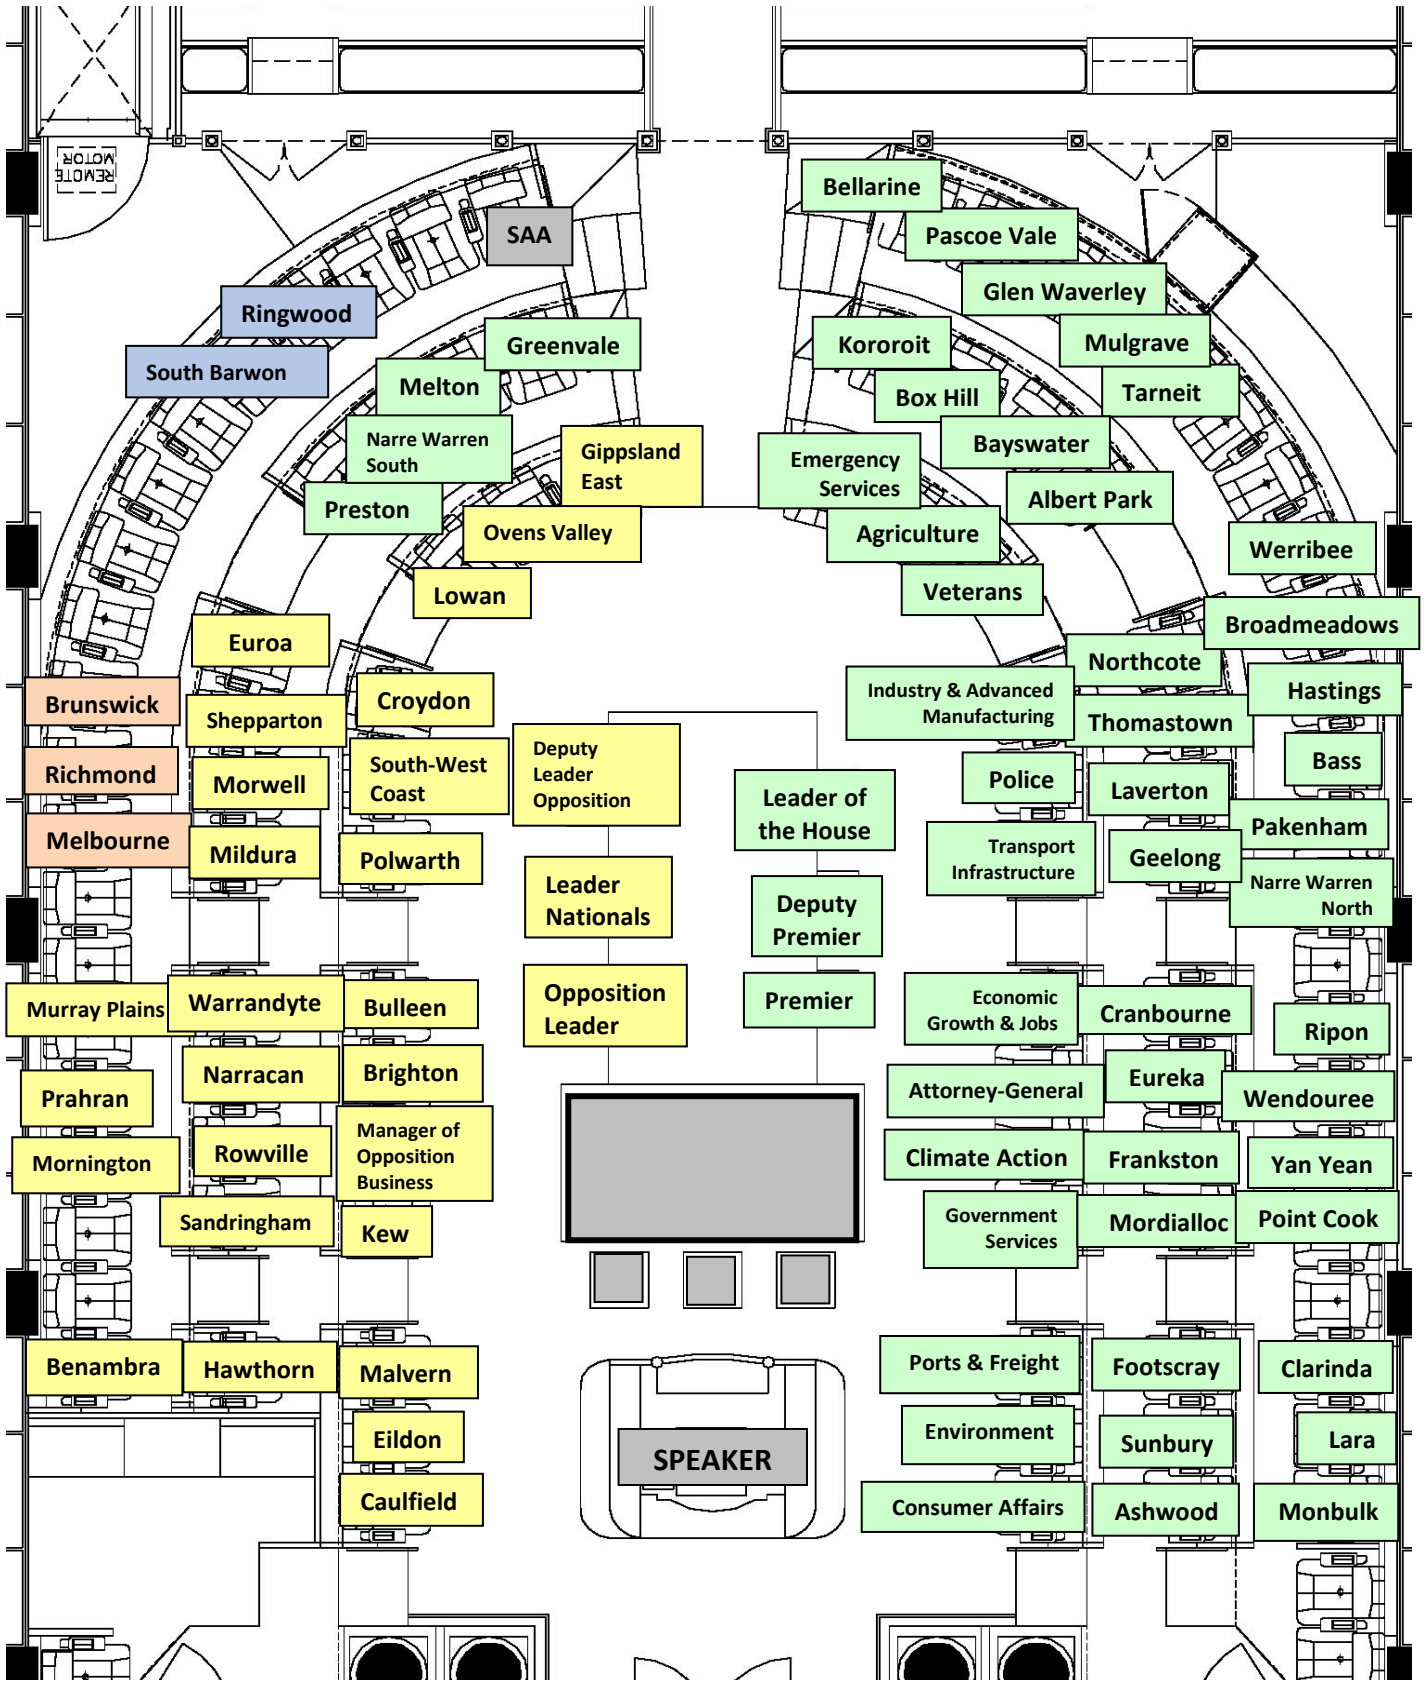 REMOTE
MOTOR
SAA
Ringwood
South Barwon
Greenvale
Melton
Narre Warren
South
Preston
Gippsland
East
Ovens Valley
Lowan
Bellarine
Pascoe Vale
Glen Waverley
Mulgrave
Tarneit
Kororoit
Box Hill
Bayswater
Albert Park
Emergency
Services
Agriculture
Veterans
Werribee
Broadmeadows
Hastings
Bass
Pakenham
Narre Warren
North
Northcote
Thomastown
Laverton
Geelong
Industry & Advanced
Manufacturing
Police
Transport
Infrastructure
Euroa
Shepparton
Morwell
Mildura
Croydon
South-West
Coast
Polwarth
Brunswick
Richmond
Melbourne
Deputy
Leader
Opposition
Leader
Nationals
Opposition
Leader
Leader of
the House
Deputy
Premier
Premier
Murray Plains
Prahran
Mornington
Warrandyte
Narracan
Rowville
Sandringham
Bulleen
Brighton
Manager of
Opposition
Business
Kew
Economic
Growth & Jobs
Attorney-General
Climate Action
Government
Services
Cranbourne
Eureka
Frankston
Mordialloc
Ripon
Wendouree
Yan Yean
Point Cook
Benambra
Hawthorn
Malvern
Eildon
Caulfield
SPEAKER
Ports & Freight
Environment
Consumer Affairs
Footscray
Sunbury
Ashwood
Clarinda
Lara
Monbulk